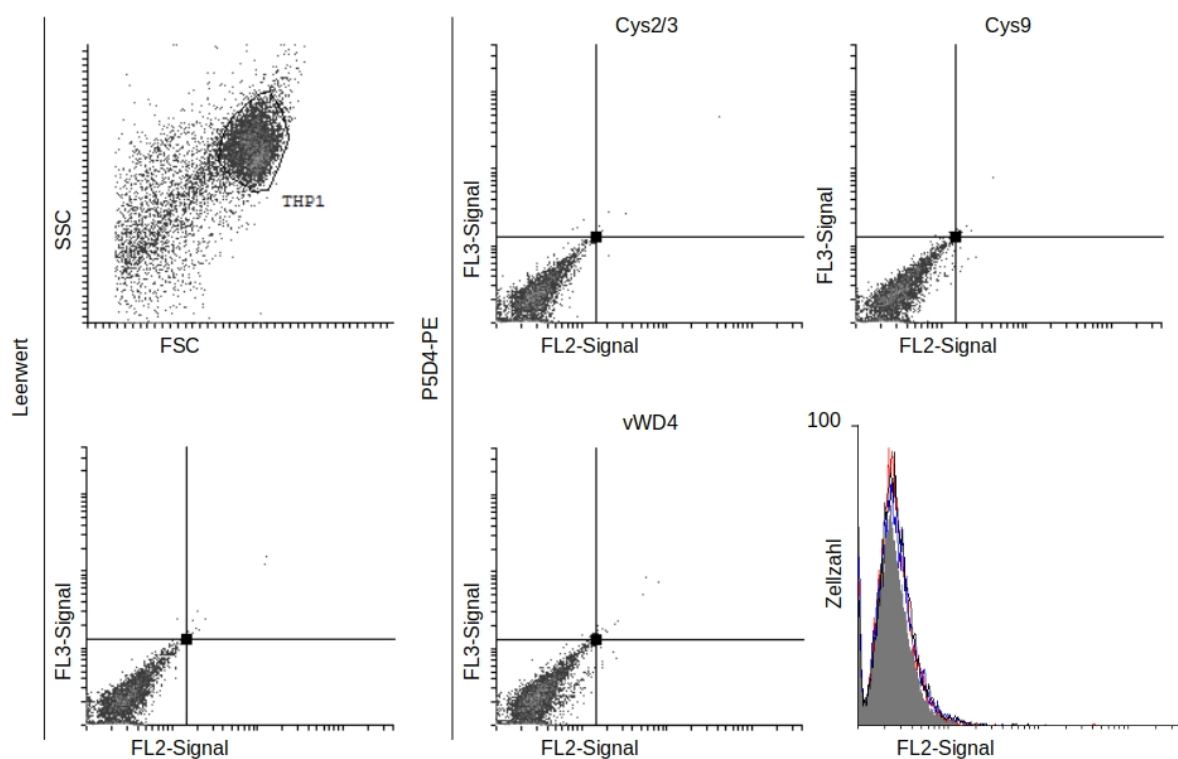 Cys2/3
Cys9
SSC
THP1
FL3-Signal
FL3-Signal
FSC
FL2-Signal
FL2-Signal
Leerwert
P5D4-PE
vWD4
100
FL3-Signal
FL3-Signal
Zellzahl
FL2-Signal
FL2-Signal
FL2-Signal